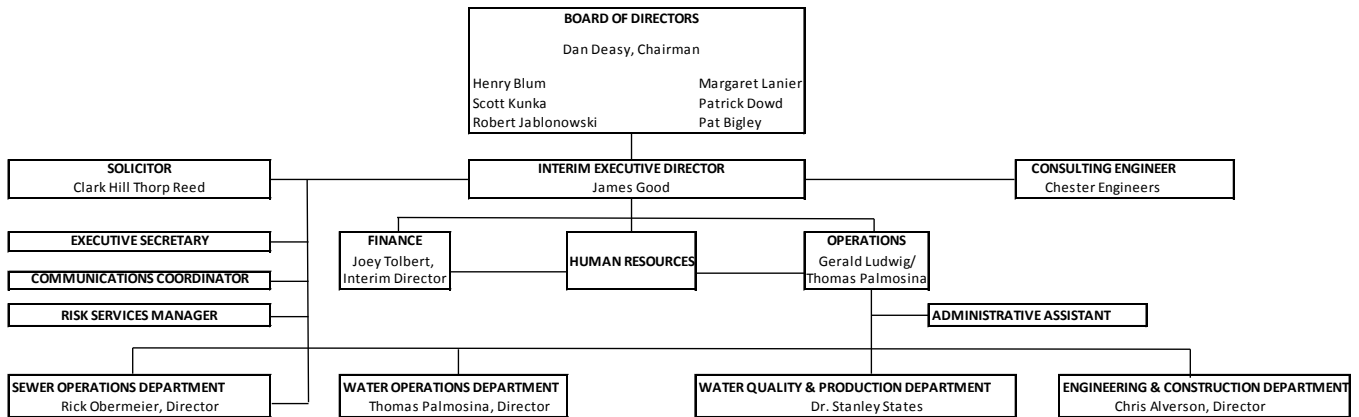 BOARD OF DIRECTORS
Dan Deasy, Chairman
Henry Blum
Margaret Lanier
Scott Kunka
Patrick Dowd
Robert Jablonowski
Pat Bigley
SOLICITOR
Clark Hill Thorp Reed
INTERIM EXECUTIVE DIRECTOR
James Good
CONSULTING ENGINEER
Chester Engineers
EXECUTIVE SECRETARY
COMMUNICATIONS COORDINATOR
RISK SERVICES MANAGER
FINANCE
Joey Tolbert,
Interim Director
HUMAN RESOURCES
OPERATIONS
Gerald Ludwig/
Thomas Palmosina
ADMINISTRATIVE ASSISTANT
SEWER OPERATIONS DEPARTMENT
Rick Obermeier, Director
WATER OPERATIONS DEPARTMENT
Thomas Palmosina, Director
WATER QUALITY & PRODUCTION DEPARTMENT
Dr. Stanley States
ENGINEERING & CONSTRUCTION DEPARTMENT
Chris Alverson, Director